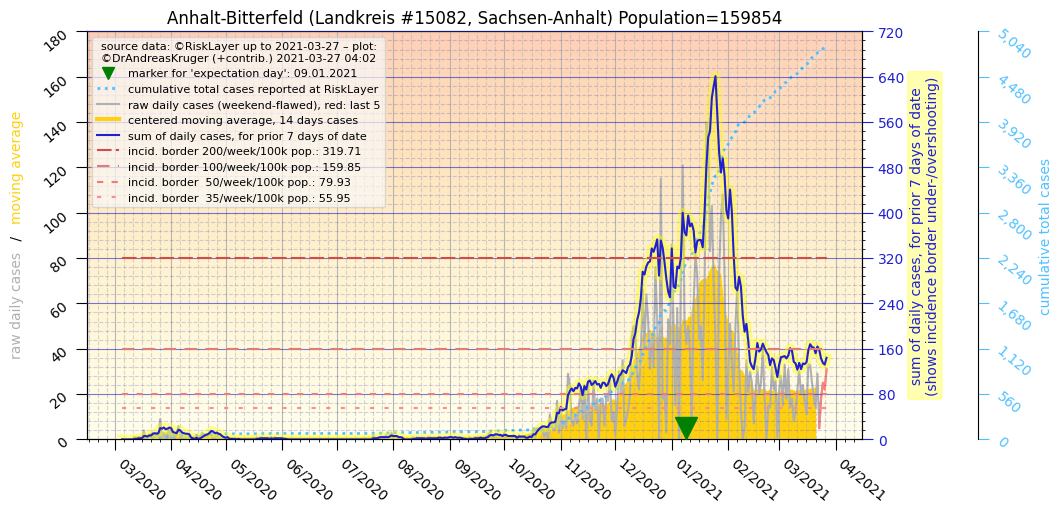 Anhalt-Bitterfeld (Landkreis #15082, Sachsen-Anhalt) Population=159854
source data: ©RiskLayer up to 2021-03-27 – plot:
©DrAndreasKruger (+contrib.) 2021-03-27 04:02
marker for 'expectation day': 09.01.2021
cumulative total cases reported at RiskLayer
raw daily cases (weekend-flawed), red: last 5
centered moving average, 14 days cases
sum of daily cases, for prior 7 days of date
incid. border 200/week/100k pop.: 319.71
incid. border 100/week/100k pop.: 159.85
incid. border  50/week/100k pop.: 79.93
incid. border  35/week/100k pop.: 55.95
raw daily cases  /  moving average
180
160
140
120
100
80
60
40
20
0
03/2020
04/2020
05/2020
06/2020
07/2020
08/2020
09/2020
10/2020
11/2020
12/2020
01/2021
02/2021
03/2021
04/2021
720
640
560
480
400
320
240
160
80
0
sum of daily cases, for prior 7 days of date
(shows incidence border under-/overshooting)
5,040
4,480
3,920
3,360
2,800
2,240
1,680
1,120
560
0
cumulative total cases